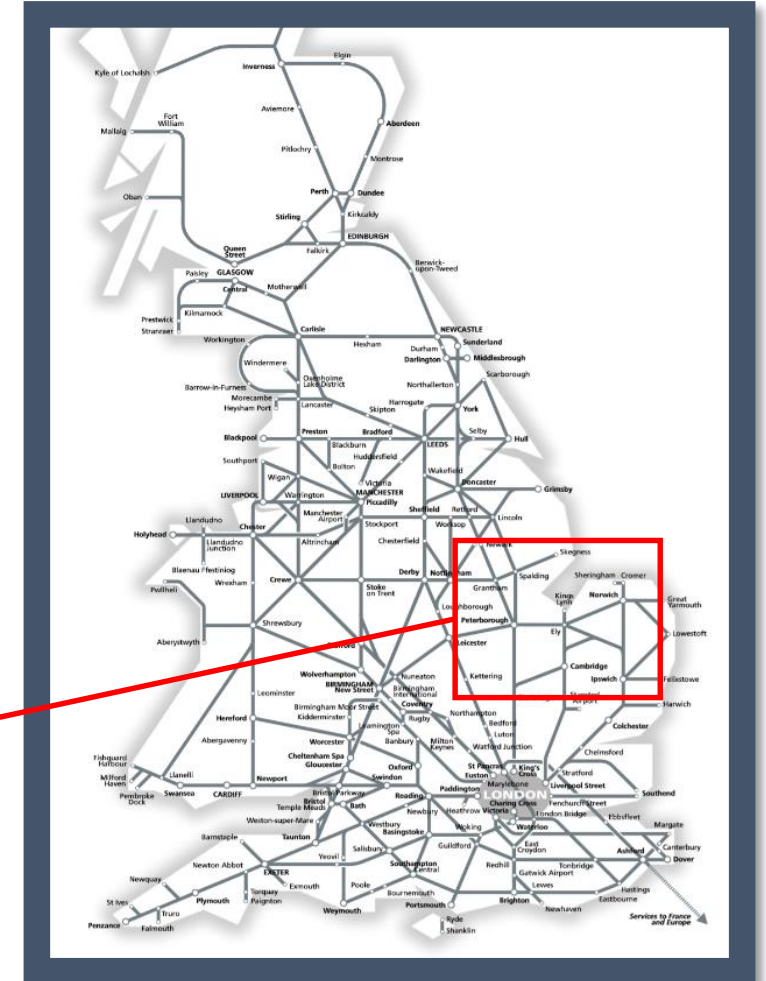 Elgin
Inverness
Kyle of Lochalsh
Aviemore
Fort
William
Aberdeen
Mallaig
Pitlochry
Montrose
Perth
Dundee
Oban
Kirkcaldy
Stirling
EDINBURGH
Queen
Street
Falkirk
Berwick-
upon-Tweed
Paisley
GLASGOW
Central
Motherwell
Kilmarnock
Prestwick
Stranraer
Carlisle
NEWCASTLE
Workington
Hexham
Sunderland
Durham
Darlington
Middlesbrough
Windermere
Scarborough
Oxenholme
Lake District
Barrow-in-Furness
Northallerton
Morecambe
Heysham Port
Lancaster
Harrogate
York
Skipton
Blackpool
Preston
Bradford
Selby
Hull
LEEDS
Blackburn
Huddersfield
Southport
Bolton
Wakefield
Wigan
Victoria
Doncaster
LIVERPOOL
Warrington
MANCHESTER
Piccadilly
Grimsby
Sheffield
Retford
Manchester
Airport
Lincoln
Llandudno
Stockport
Worksop
Holyhead
Chester
Llandudno
Junction
Altrincham
Chesterfield
Newark
Skegness
Blaenau Ffestiniog
Derby
Nottingham
Spalding
Sheringham
Cromer
Pwllheli
Wrexham
Crewe
Stoke
on Trent
Grantham
Kings
Lynn
Norwich
Great
Yarmouth
Loughborough
Peterborough
Aberystwyth
Shrewsbury
Ely
Lowestoft
Leicester
Wolverhampton
Nuneaton
Kettering
Cambridge
BIRMINGHAM
New Street
Birmingham
International
Ipswich
Felixstowe
Leominster
Birmingham Moor Street
Coventry
Airport
Harwich
Kidderminster
Rugby
Northampton
Hereford
Leamington
Spa
Bedford
Colchester
Abergavenny
Worcester
Banbury
Milton
Keynes
Luton
Watford Junction
Chelmsford
Cheltenham Spa
Gloucester
Oxford
St Pancras
King's
Cross
Fishguard
Harbour
Euston
Stratford
Llanelli
Swindon
Marylebone
Liverpool Street
Milford
Haven
Newport
Paddington
LONDON
Southend
Pembroke
Dock
Swansea
CARDIFF
Bristol Parkway
Reading
Charing Cross
Fenchurch Street
Bristol
Temple Meads
Bath
Newbury
Heathrow
Victoria
London Bridge
Ebbsfleet
Weston-super-Mare
Westbury
Basingstoke
Woking
Waterloo
Margate
Barnstaple
Taunton
Guildford
East
Croydon
Canterbury
Yeovil
Salisbury
Ashford
Dover
Newton Abbot
EXETER
Southampton
Central
Redhill
Tonbridge
Gatwick Airport
Newquay
Exmouth
Poole
Lewes
Hastings
St Ives
Plymouth
Torquay
Paignton
Bournemouth
Eastbourne
Truro
Weymouth
Portsmouth
Brighton
Newhaven
Penzance
Falmouth
Ryde
Shanklin
Services to France
and Europe